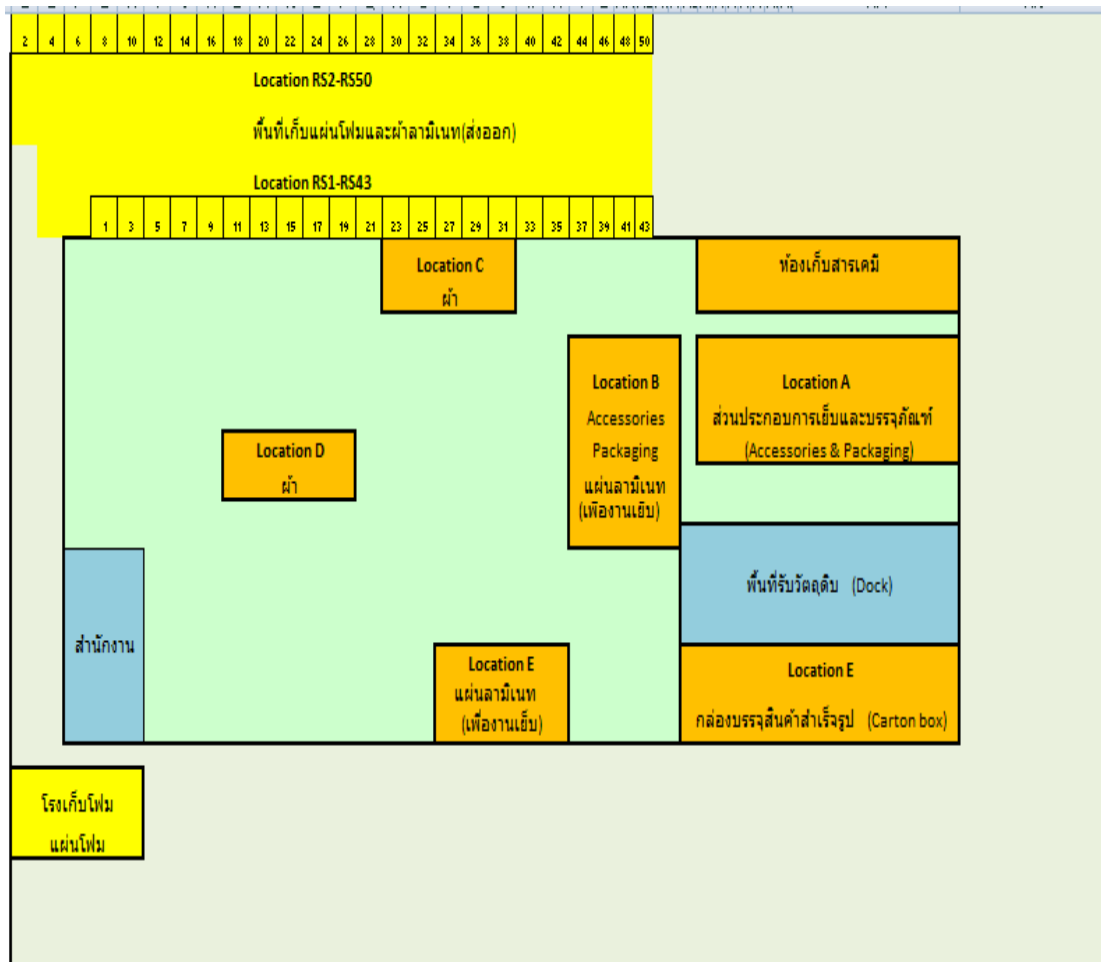 2 4 6 8 10 12 14 16 18 20 22 24 26 28 30 32 34 36 38 40 42 44 46 48 50
Location RS2-RS50
พื้นที่เก็บแผ่นโฟมและผ้าลามิเนท(ส่งออก)
Location RS1-RS43
1 3 5 7 9 11 13 15 17 19 21 23 25 27 29 31 33 35 37 39 41 43
Location C
ผ้า
ห้องเก็บสารเคมี
Location B
Accessories
Packaging
แผ่นลามิเนท
(เพืองานเย็บ)
Location A
ส่วนประกอบการเย็บและบรรจุภัณฑ์
(Accessories & Packaging)
Location D
ผ้า
พื้นที่รับวัตถุดิบ (Dock)
สำนักงาน
Location E
แผ่นลามิเนท
(เพื่องานเย็บ)
Location E
กล่องบรรจุสินค้าสำเร็จรูป (Carton box)
โรงเก็บโฟม
แผ่นโฟม